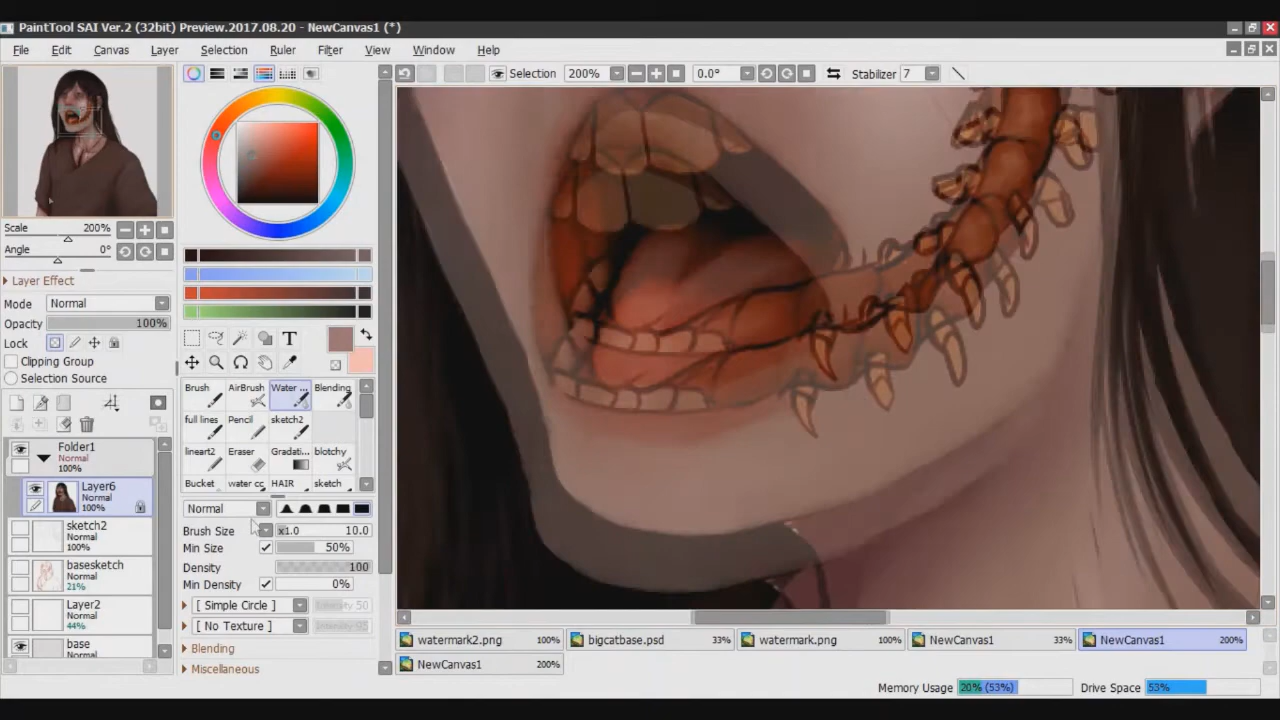 PaintTool SAI Ver.2 (32bit) Preview.2017.08.20 - NewCanvas1 (*)
File Edit Canvas Layer Selection Ruler Filter View Window Help
Selection 200% 0.0° Stabilizer 7
Scale 200%
Angle 0°
Layer Effect
Mode Normal
Opacity 100%
Lock
Clipping Group
Selection Source
Folder1
Normal
100%
Layer6
Normal
100%
sketch2
Normal
100%
basesketch
Normal
21%
Layer2
Normal
44%
base
Normal
T
Brush AirBrush Water ... Blending
full lines Pencil sketch2
lineart2 Eraser Gradati... blotchy
Bucket water cc HAIR sketch
Normal
Brush Size x1.0 10.0
Min Size 50%
Density 100
Min Density 0%
[ Simple Circle ] Intensity 50
[ No Texture ]
Blending
Miscellaneous
watermark2.png 100% bigcatbase.psd 33% watermark.png 100% NewCanvas1 33% NewCanvas1 200%
NewCanvas1 200%
Memory Usage 20% (53%) Drive Space 53%